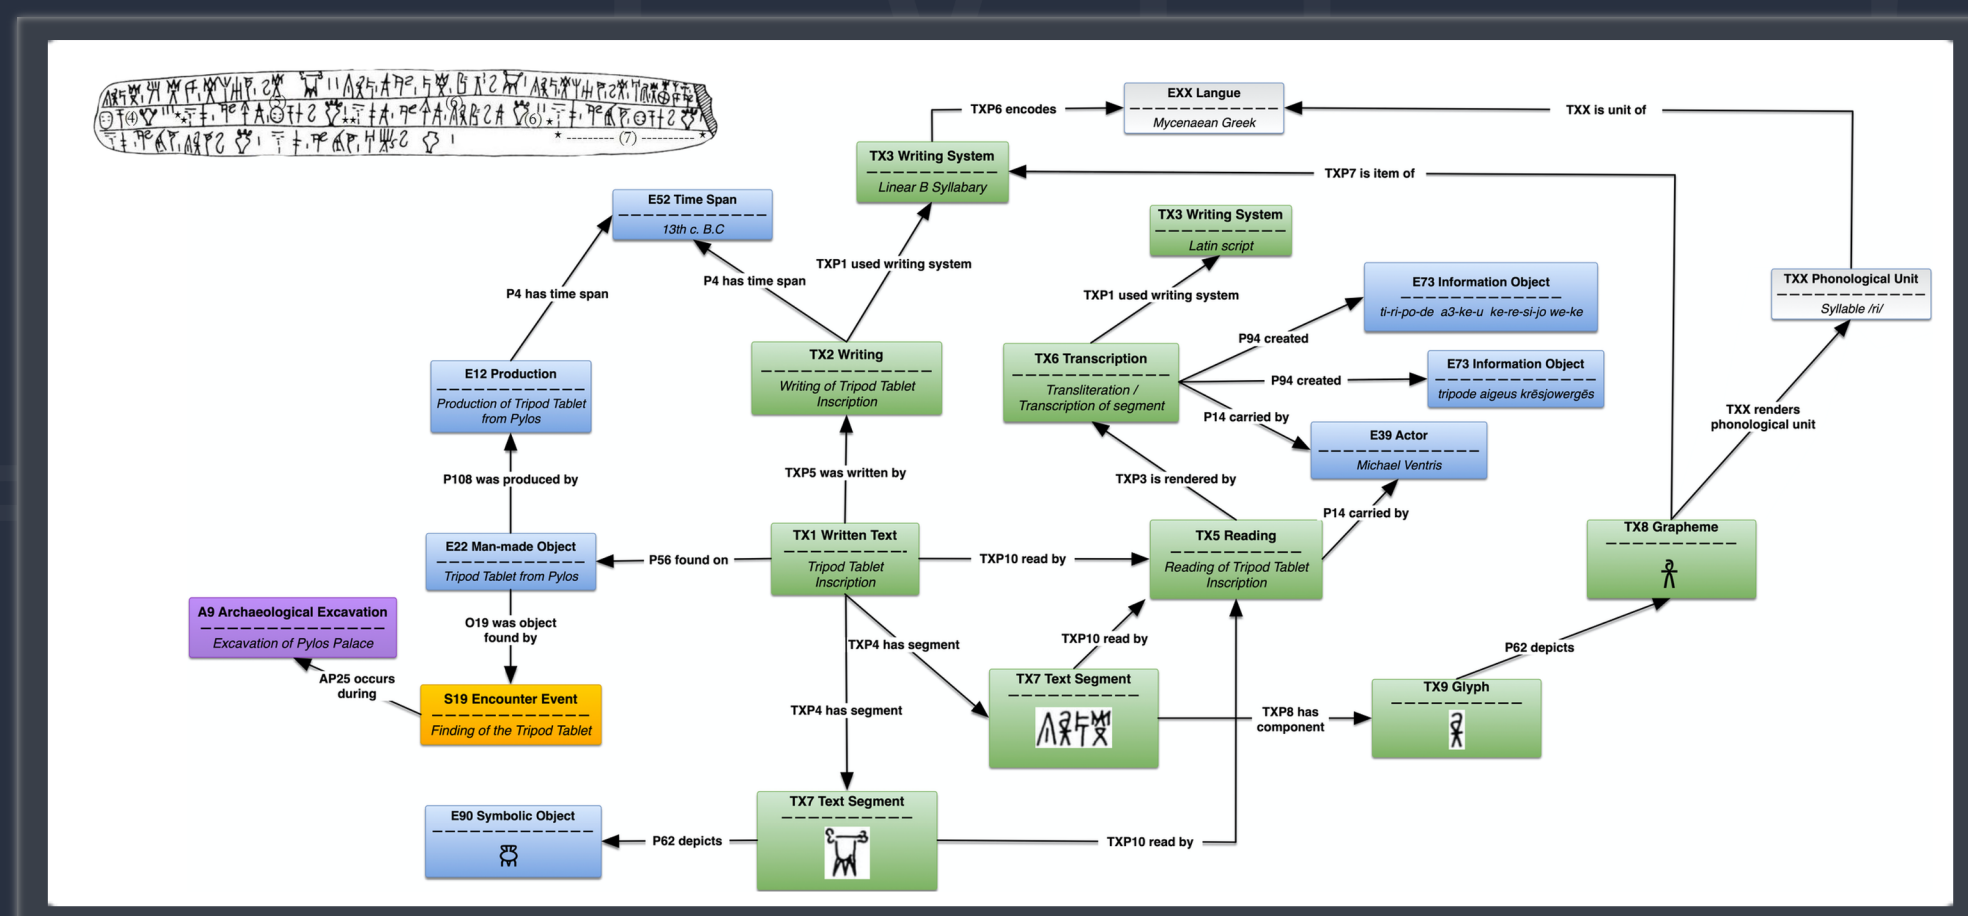 EXX Langue
Mycenaean Greek
TXP6 encodes
TXX is unit of
TX3 Writing System
Linear B Syllabary
TXP7 is item of
E52 Time Span
13th c. B.C
TX3 Writing System
Latin script
TXP1 used writing system
P4 has time span
P4 has time span
TXP1 used writing system
E73 Information Object
ti-ri-po-de a3-ke-u ke-re-si-jo we-ke
TXX Phonological Unit
Syllable /ri/
P94 created
TX2 Writing
Writing of Tripod Tablet
Inscription
TX6 Transcription
Transliteration /
Transcription of segment
E73 Information Object
tripode aigeus krēsjowergēs
P94 created
E12 Production
Production of Tripod Tablet
from Pylos
P14 carried by
TXX renders
phonological unit
E39 Actor
Michael Ventris
P108 was produced by
TXP5 was written by
TXP3 is rendered by
P14 carried by
E22 Man-made Object
Tripod Tablet from Pylos
P56 found on
TX1 Written Text
Tripod Tablet
Inscription
TXP10 read by
TX5 Reading
Reading of Tripod Tablet
Inscription
TX8 Grapheme
A9 Archaeological Excavation
Excavation of Pylos Palace
O19 was object
found by
TXP4 has segment
TXP10 read by
P62 depicts
AP25 occurs
during
S19 Encounter Event
Finding of the Tripod Tablet
TXP4 has segment
TX7 Text Segment
TXP8 has
component
TX9 Glyph
E90 Symbolic Object
P62 depicts
TX7 Text Segment
TXP10 read by